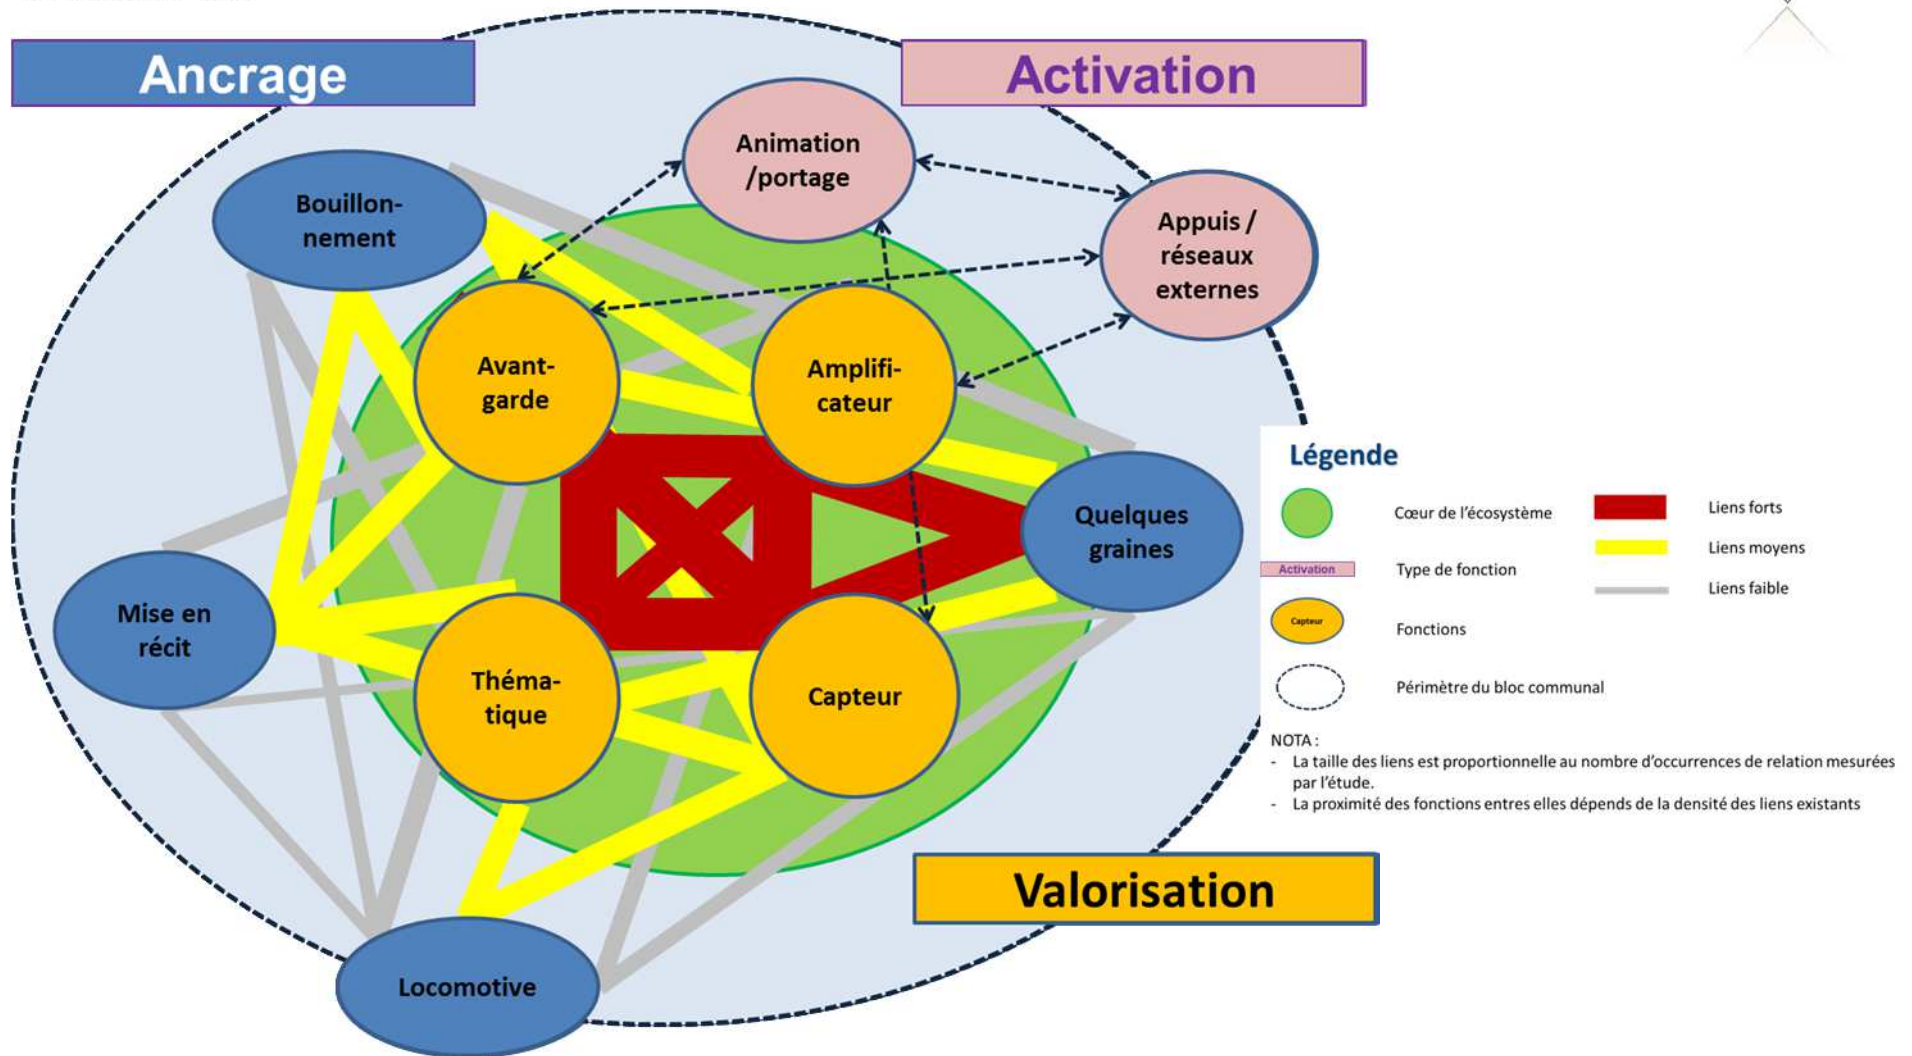 Ancrage
Activation
Animation
/portage
Bouillon-
nement
Appuis /
réseaux
externes
Avant-
garde
Amplifi-
cateur
Quelques
graines
Mise en
récit
Théma-
tique
Capteur
Locomotive
Valorisation
Légende
Cœur de l'écosystème
Liens forts
Liens moyens
Activation
Type de fonction
Liens faible
Capteur
Fonctions
Périmètre du bloc communal
NOTA :
- La taille des liens est proportionnelle au nombre d'occurrences de relation mesurées
par l'étude.
- La proximité des fonctions entres elles dépends de la densité des liens existants